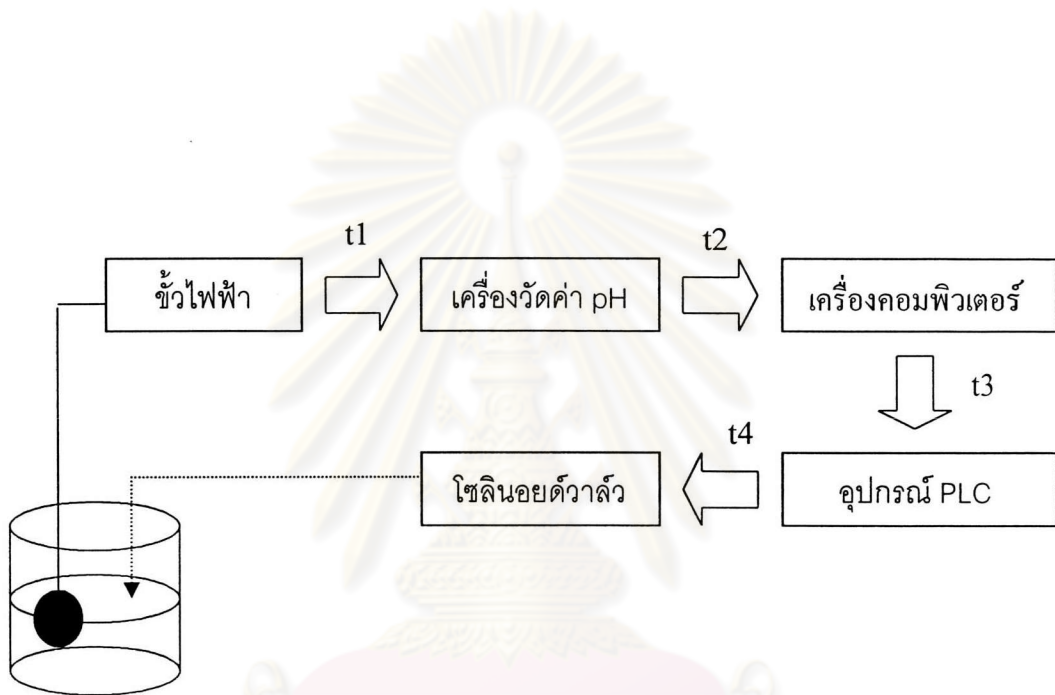 t1
t2
ขั้วไฟฟ้า
เครื่องวัดค่า pH
เครื่องคอมพิวเตอร์
t3
t4
โซลินอยด์วาล์ว
อุปกรณ์ PLC